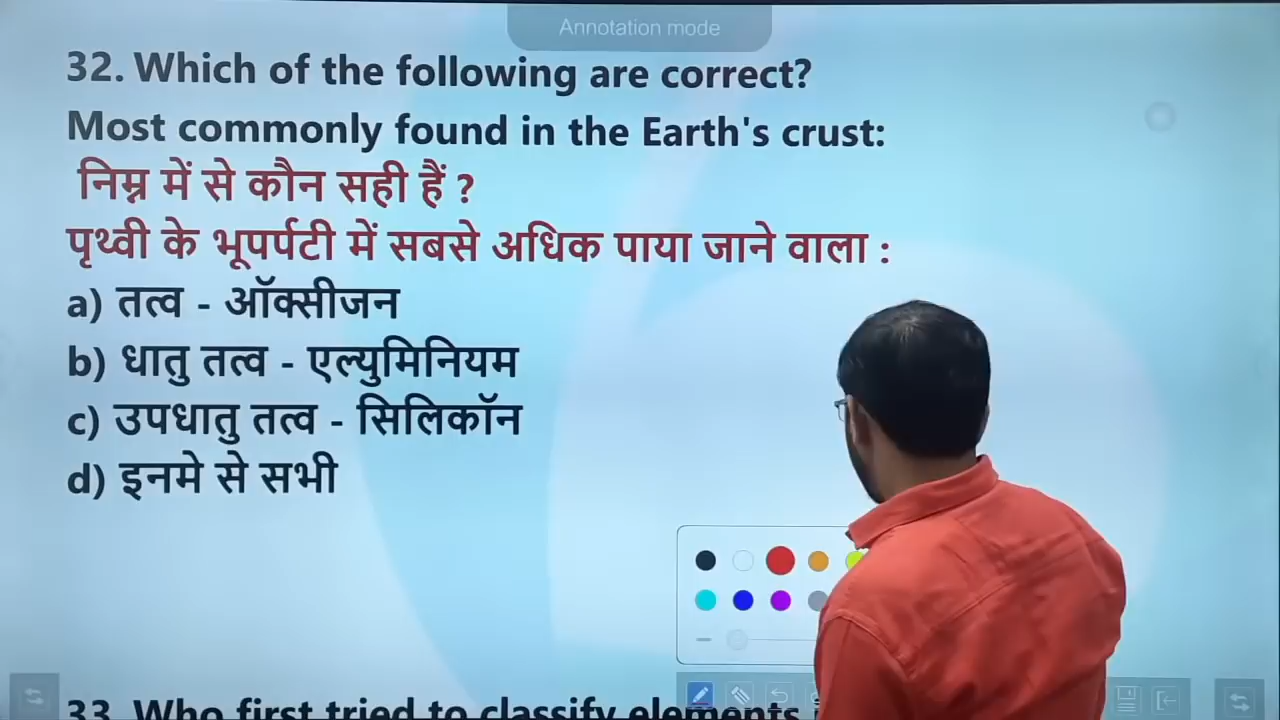 Annotation mode
32. Which of the following are correct?
Most commonly found in the Earth's crust:
निम्न में से कौन सही हैं ?
पृथ्वी के भूपर्पटी में सबसे अधिक पाया जाने वाला :
a) तत्व - ऑक्सीजन
b) धातु तत्व - एल्युमिनियम
c) उपधातु तत्व - सिलिकॉन
d) इनमे से सभी
33. Who first tried to classify elements